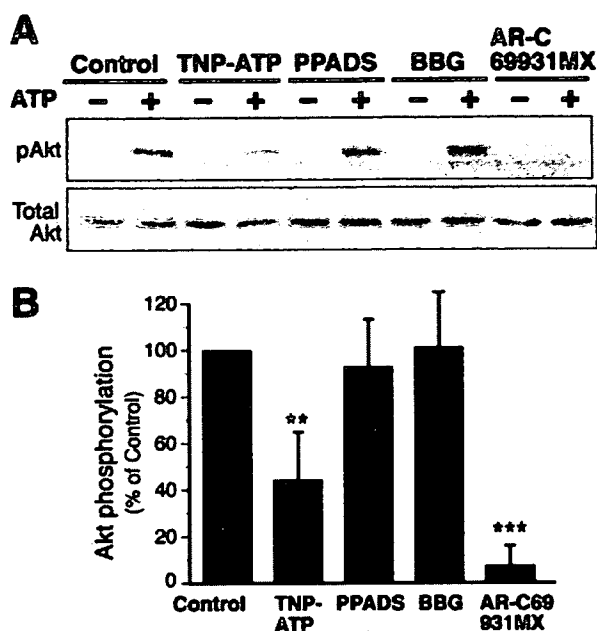 A
Control TNP-ATP PPADS BBG AR-C
69931MX
ATP − + − + − + − + − +
pAkt
Total
Akt
B
Akt phosphorylation
(% of Control)
120
100
80
60
40
20
0
**
***
Control TNP-
ATP PPADS BBG AR-C69
931MX